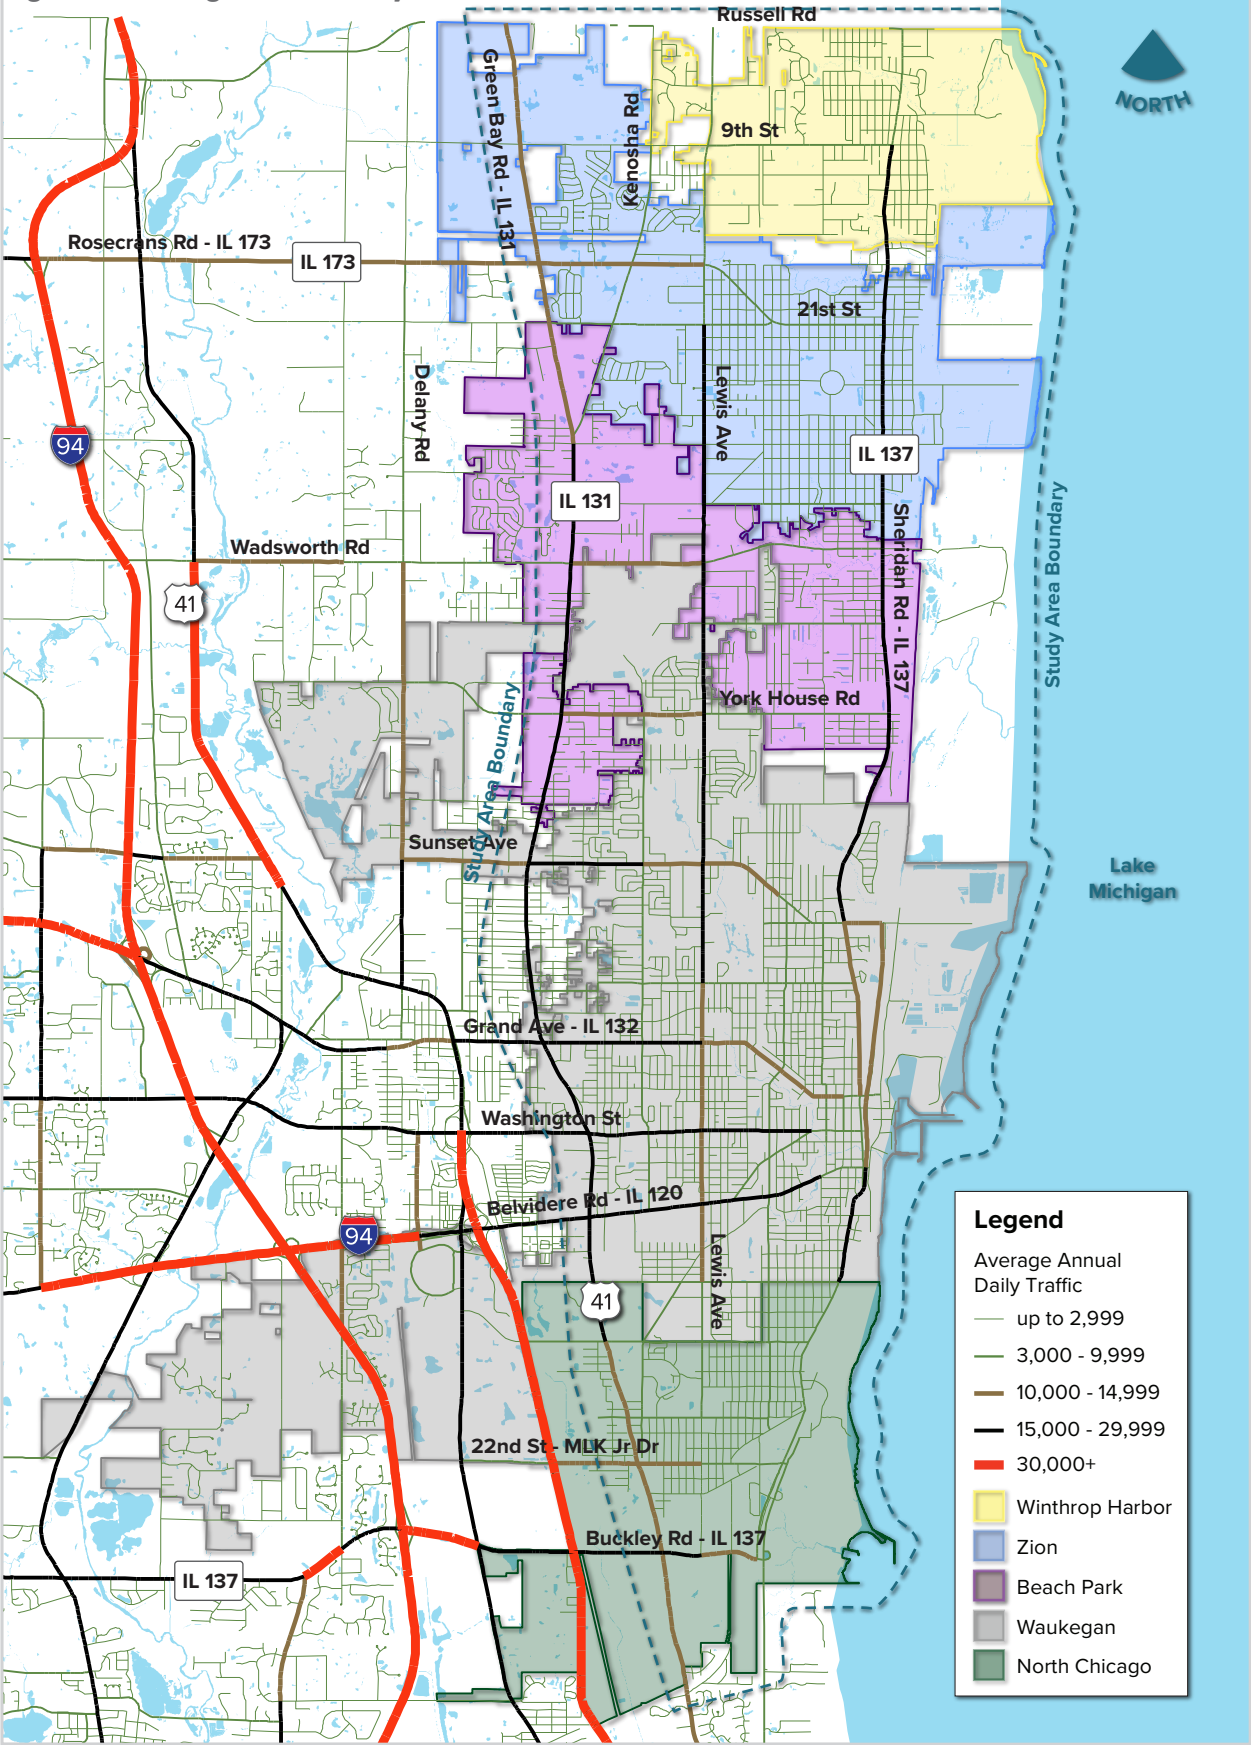 Russell Rd
NORTH
Green Bay Rd - IL 131
Kenosha Rd
9th St
Rosecrans Rd - IL 173
IL 173
21st St
Delany Rd
Lewis Ave
94
IL 137
IL 131
Sheridan Rd - IL 137
Study Area Boundary
Wadsworth Rd
41
York House Rd
Study Area Boundary
Sunset Ave
Lake
Michigan
Grand Ave - IL 132
Washington St
Belvidere Rd - IL 120
94
Lewis Ave
41
22nd St - MLK Jr Dr
Buckley Rd - IL 137
IL 137
Legend
Average Annual
Daily Traffic
up to 2,999
3,000 - 9,999
10,000 - 14,999
15,000 - 29,999
30,000+
Winthrop Harbor
Zion
Beach Park
Waukegan
North Chicago